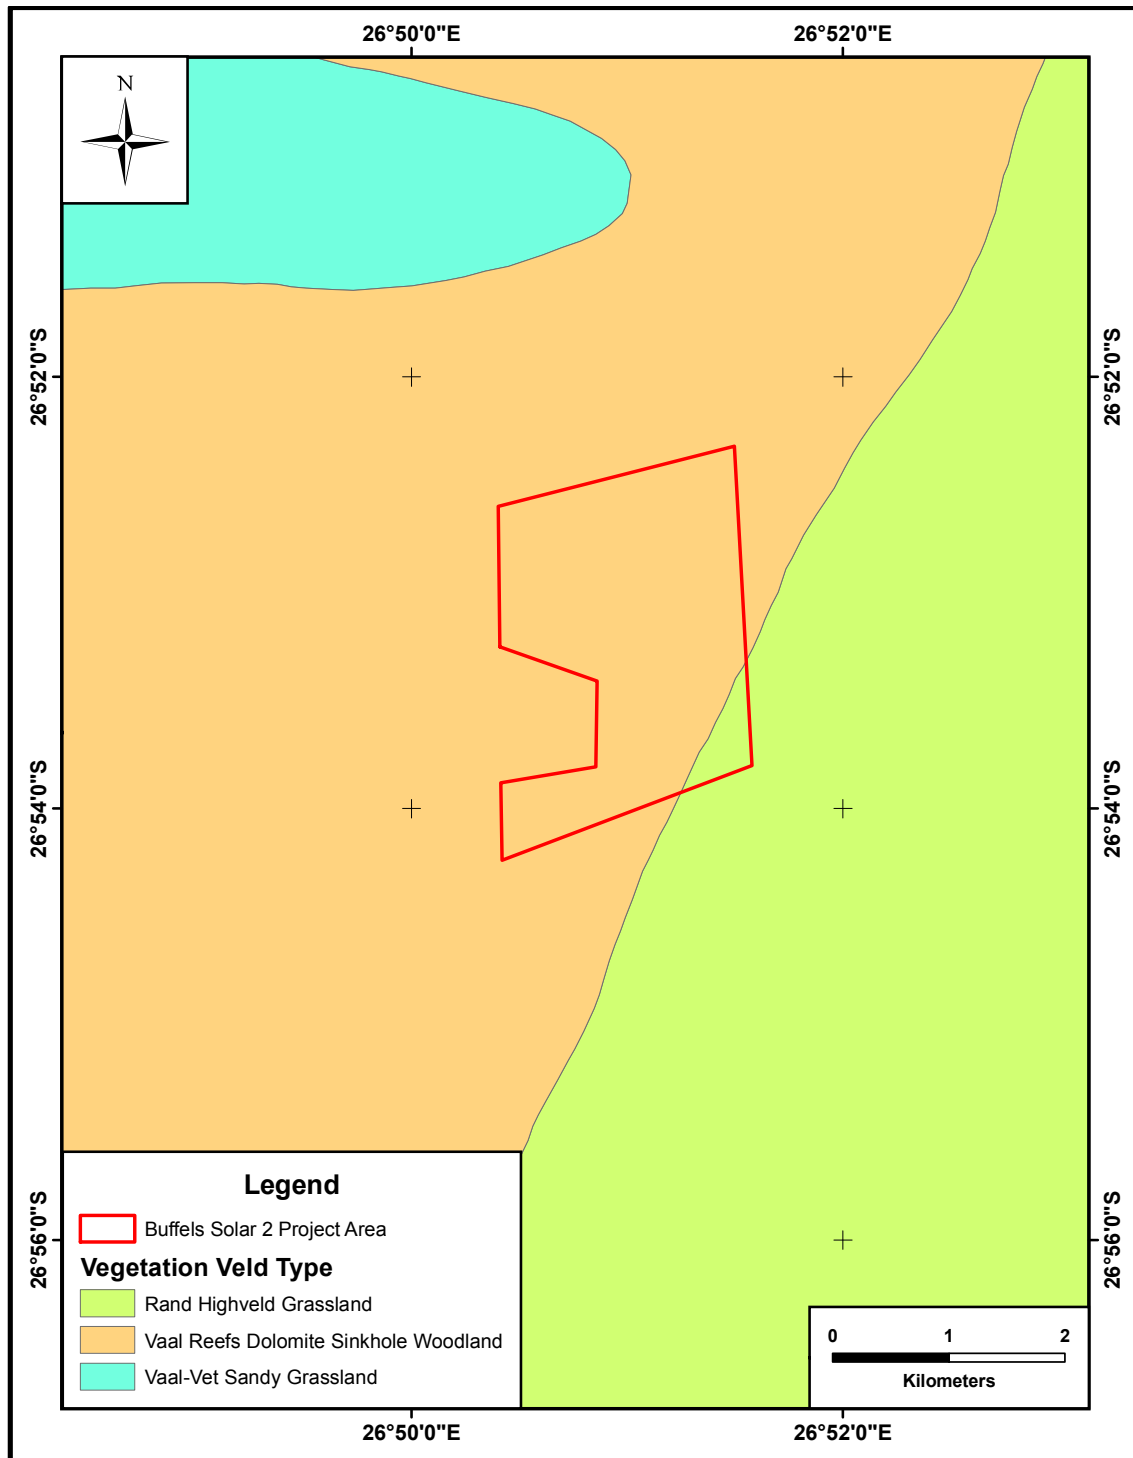 26°50'0"E 26°52'0"E
N
26°52'0"S 26°52'0"S
26°54'0"S 26°54'0"S
26°56'0"S
Legend
Buffels Solar 2 Project Area
Vegetation Veld Type
Rand Highveld Grassland
Vaal Reefs Dolomite Sinkhole Woodland
Vaal-Vet Sandy Grassland
26°56'0"S
0 1 2
Kilometers
26°50'0"E 26°52'0"E